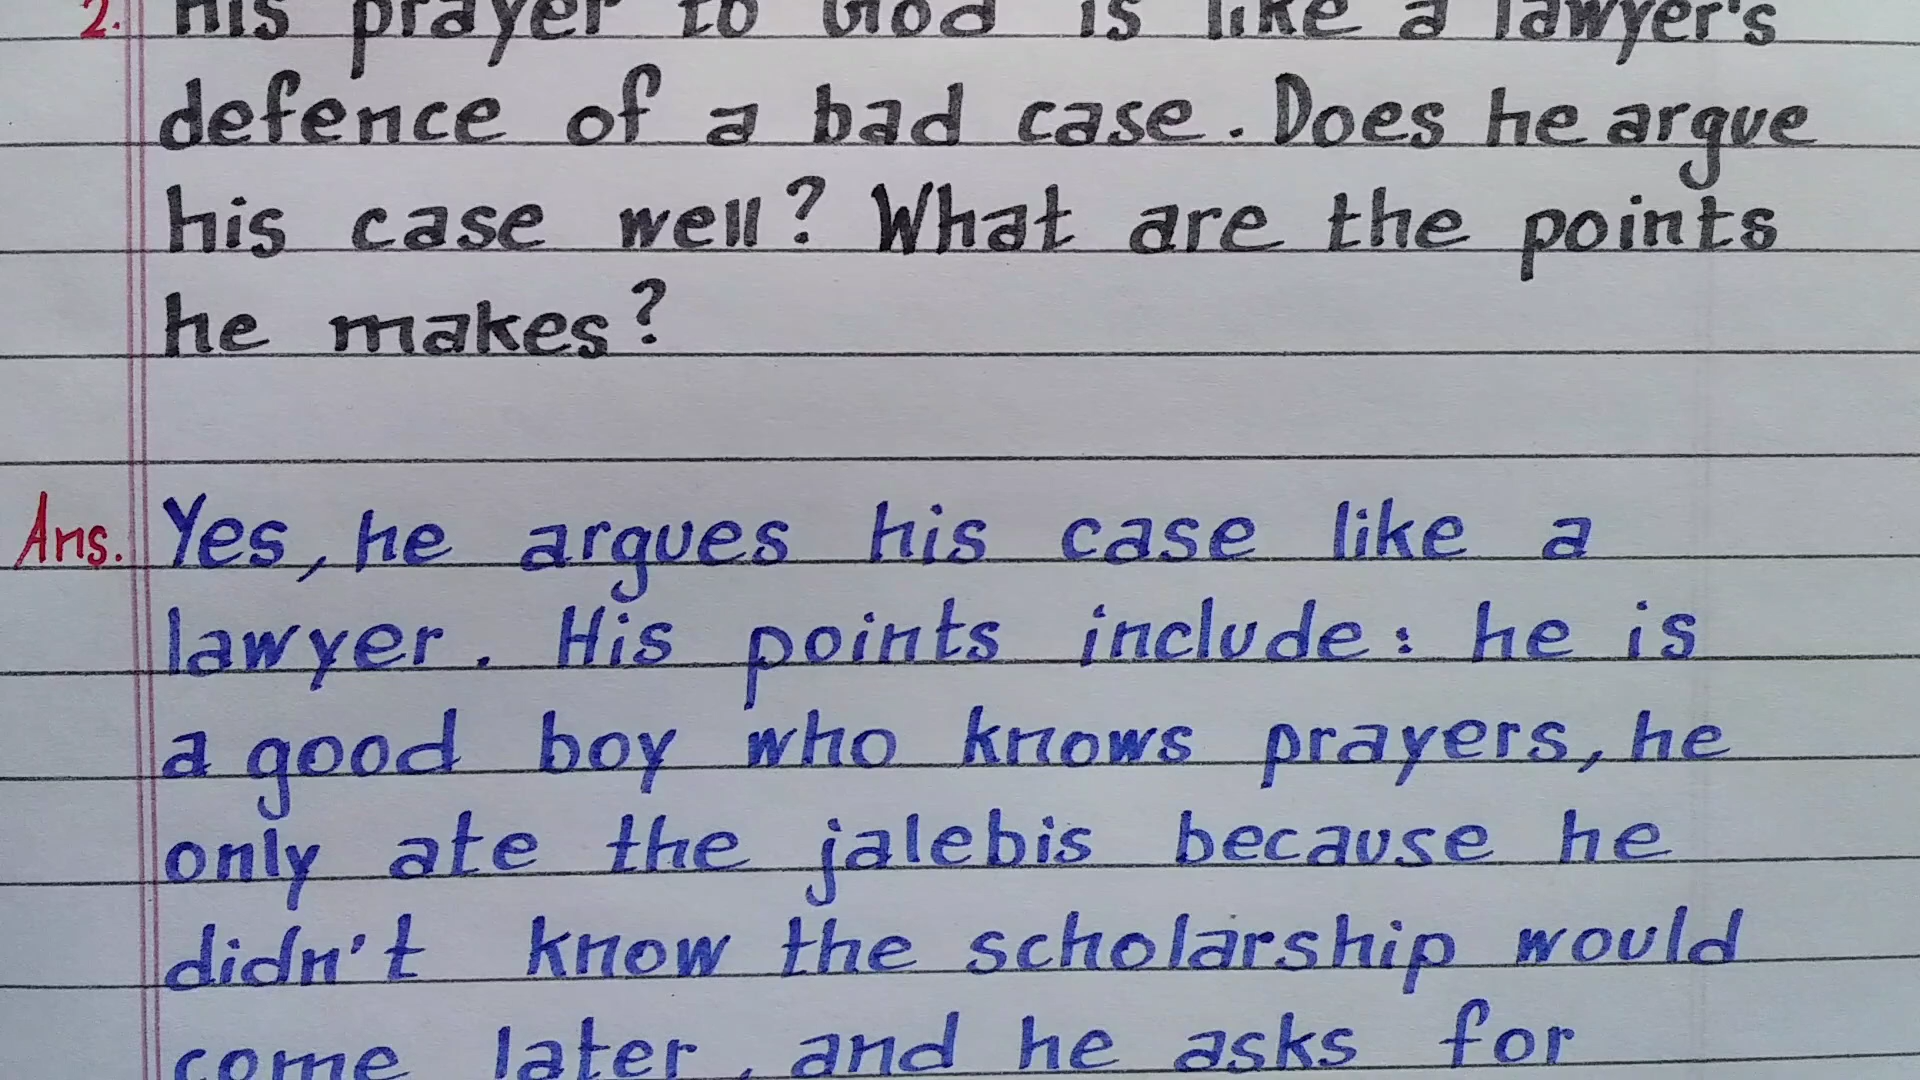 2. His prayer to God is like a lawyer's
defence of a bad case. Does he argue
his case well? What are the points
he makes?
Ans. Yes, he argues his case like a
lawyer. His points include: he is
a good boy who knows prayers, he
only ate the jalebis because he
didn't know the scholarship would
come later, and he asks for